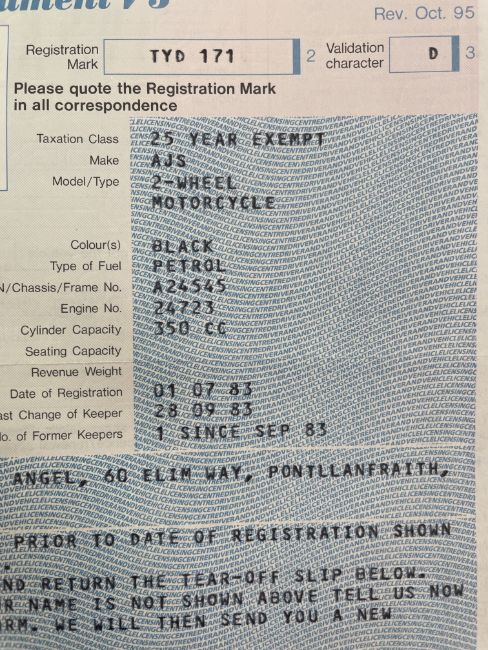 Rev. Oct. 95
Registration Mark TYD 171 2 Validation character D 3
Please quote the Registration Mark
in all correspondence
Taxation Class 25 YEAR EXEMPT
Make AJS
Model/Type 2-WHEEL
MOTORCYCLE
Colour(s) BLACK
Type of Fuel PETROL
N/Chassis/Frame No. A24545
Engine No. 24723
Cylinder Capacity 350 CC
Seating Capacity
Revenue Weight
Date of Registration 01 07 83
ast Change of Keeper 28 09 83
No. of Former Keepers 1 SINCE SEP 83
ANGEL, 60 ELIM WAY, PONTLLANFRAITH,
PRIOR TO DATE OF REGISTRATION SHOWN
ND RETURN THE TEAR-OFF SLIP BELOW.
R NAME IS NOT SHOWN ABOVE TELL US NOW
RM. WE WILL THEN SEND YOU A NEW